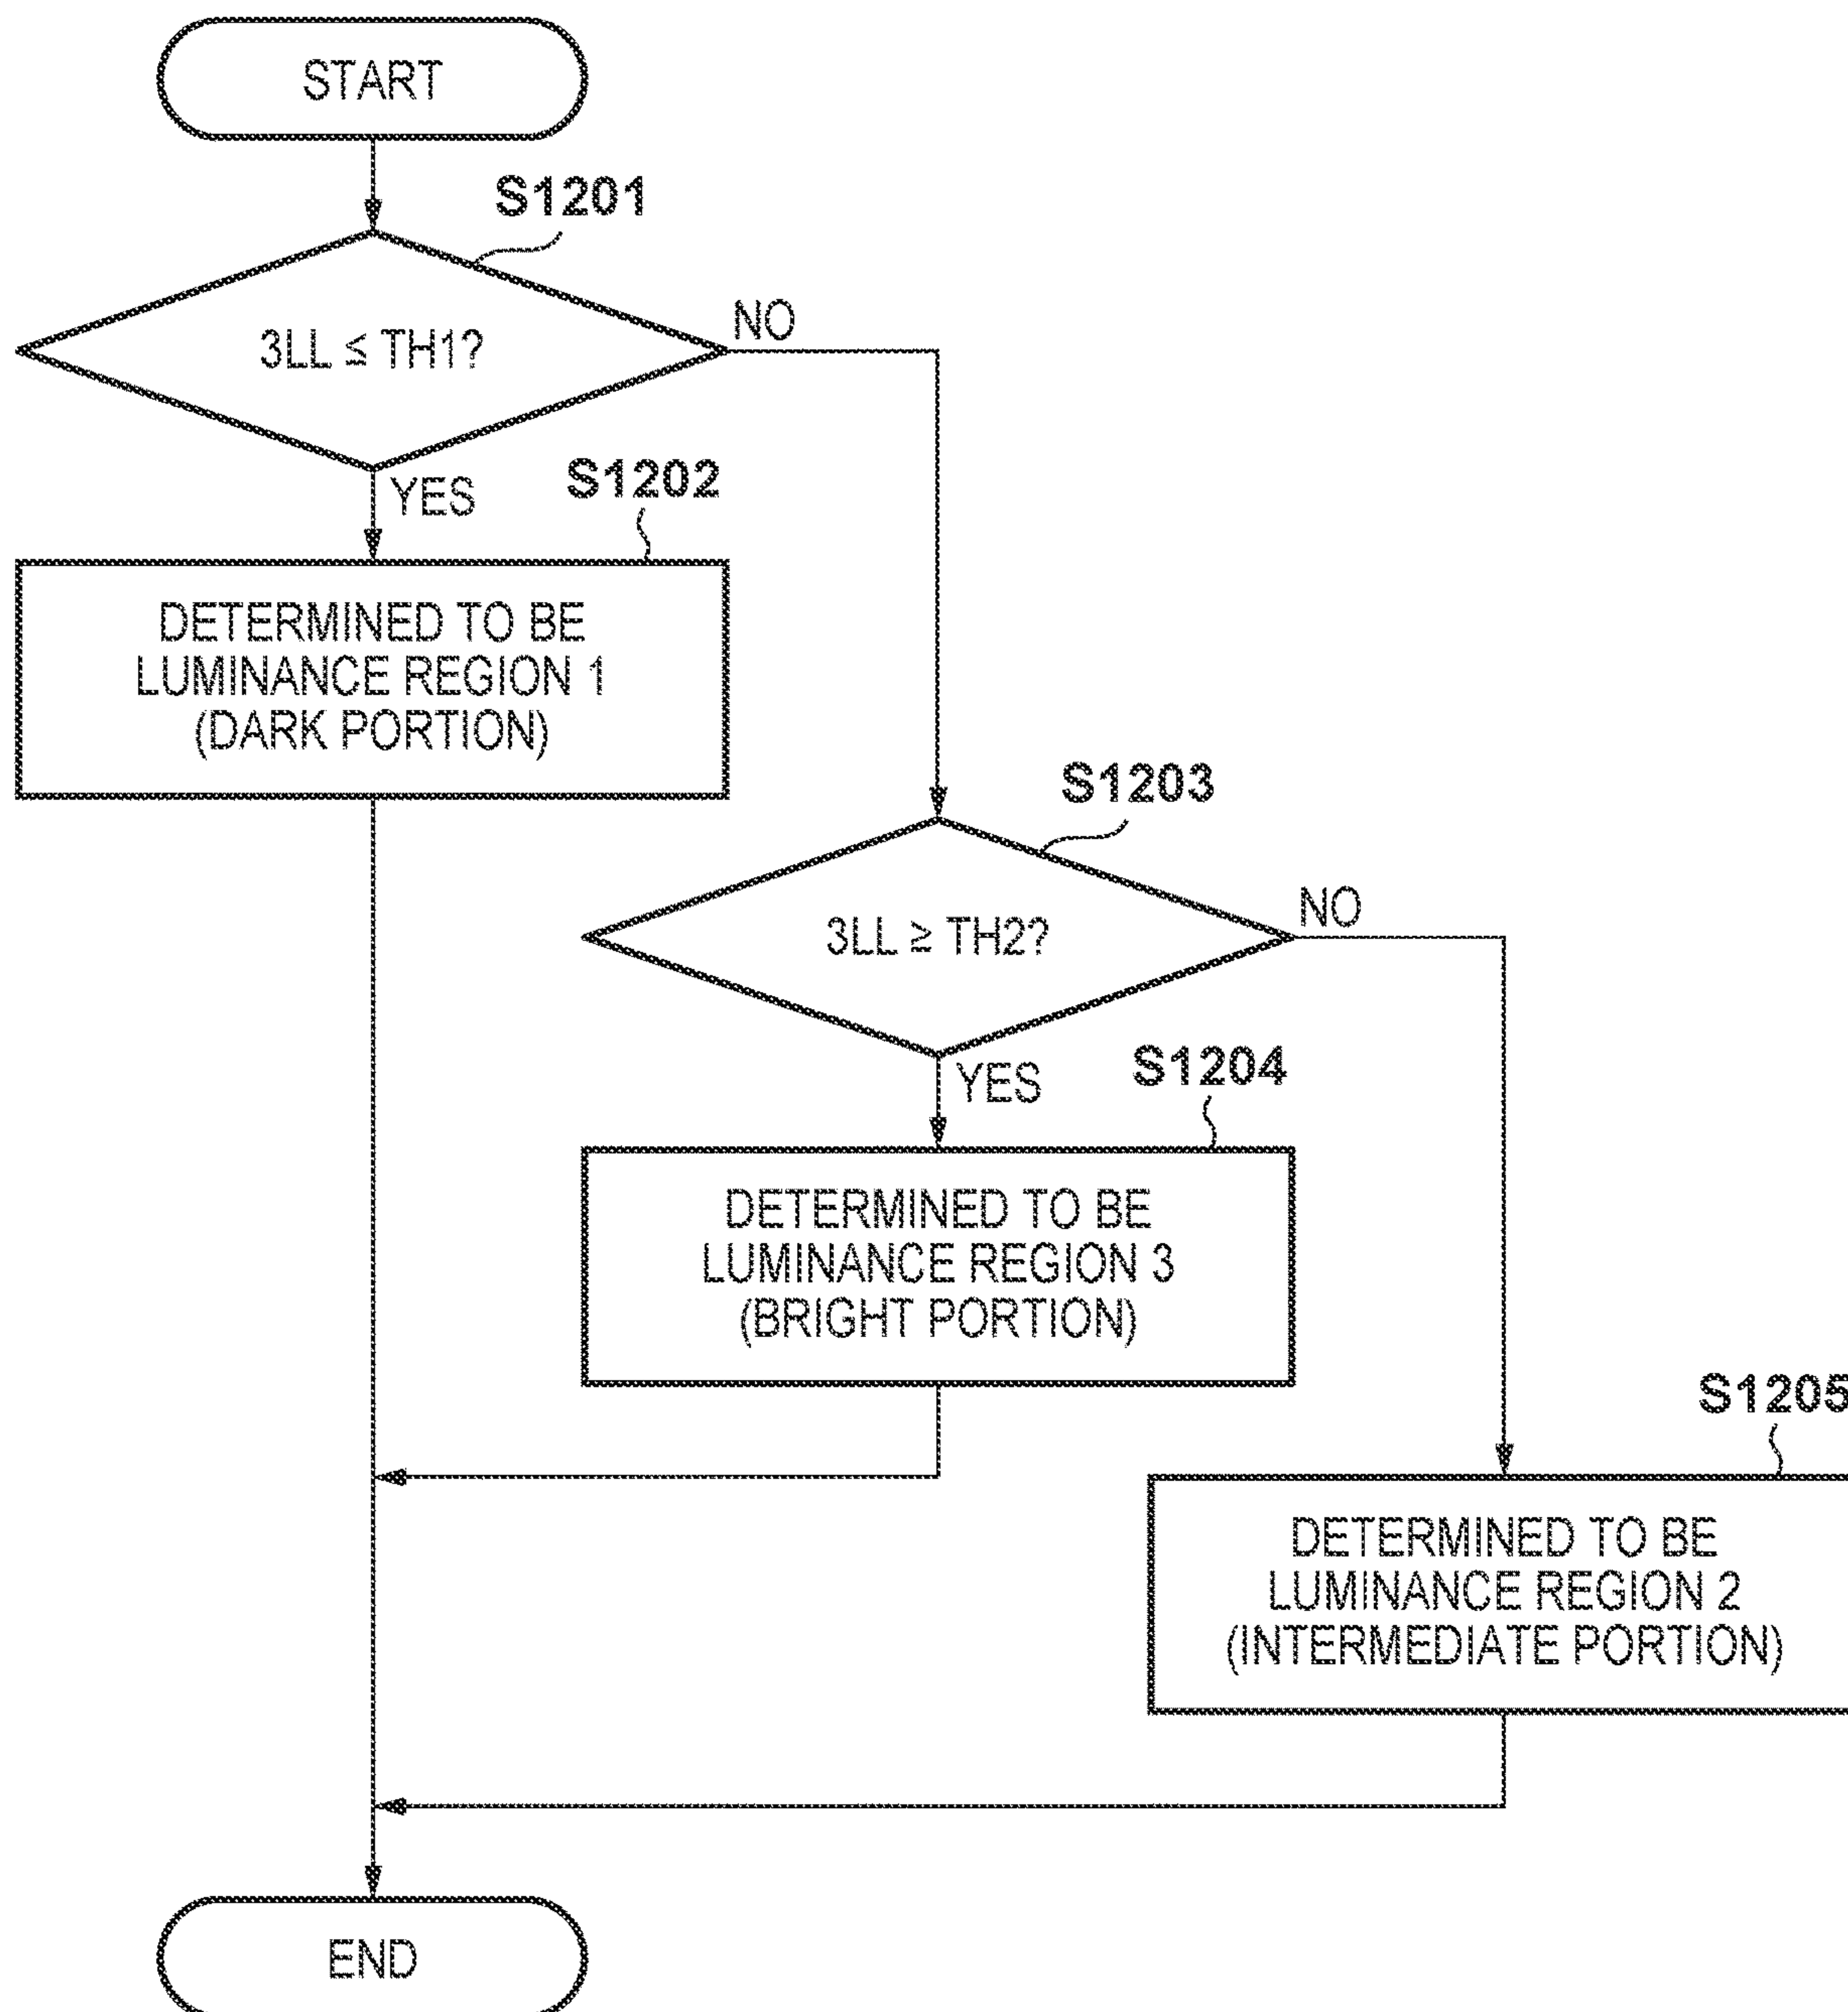 START
S1201
3LL ≤ TH1?
NO
YES
S1202
DETERMINED TO BE
LUMINANCE REGION 1
(DARK PORTION)
S1203
3LL ≥ TH2?
NO
YES
S1204
DETERMINED TO BE
LUMINANCE REGION 3
(BRIGHT PORTION)
S1205
DETERMINED TO BE
LUMINANCE REGION 2
(INTERMEDIATE PORTION)
END